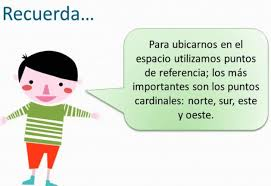 Recuerda...
Para ubicarnos en el
espacio utilizamos puntos
de referencia; los más
importantes son los puntos
cardinales: norte, sur, este
y oeste.